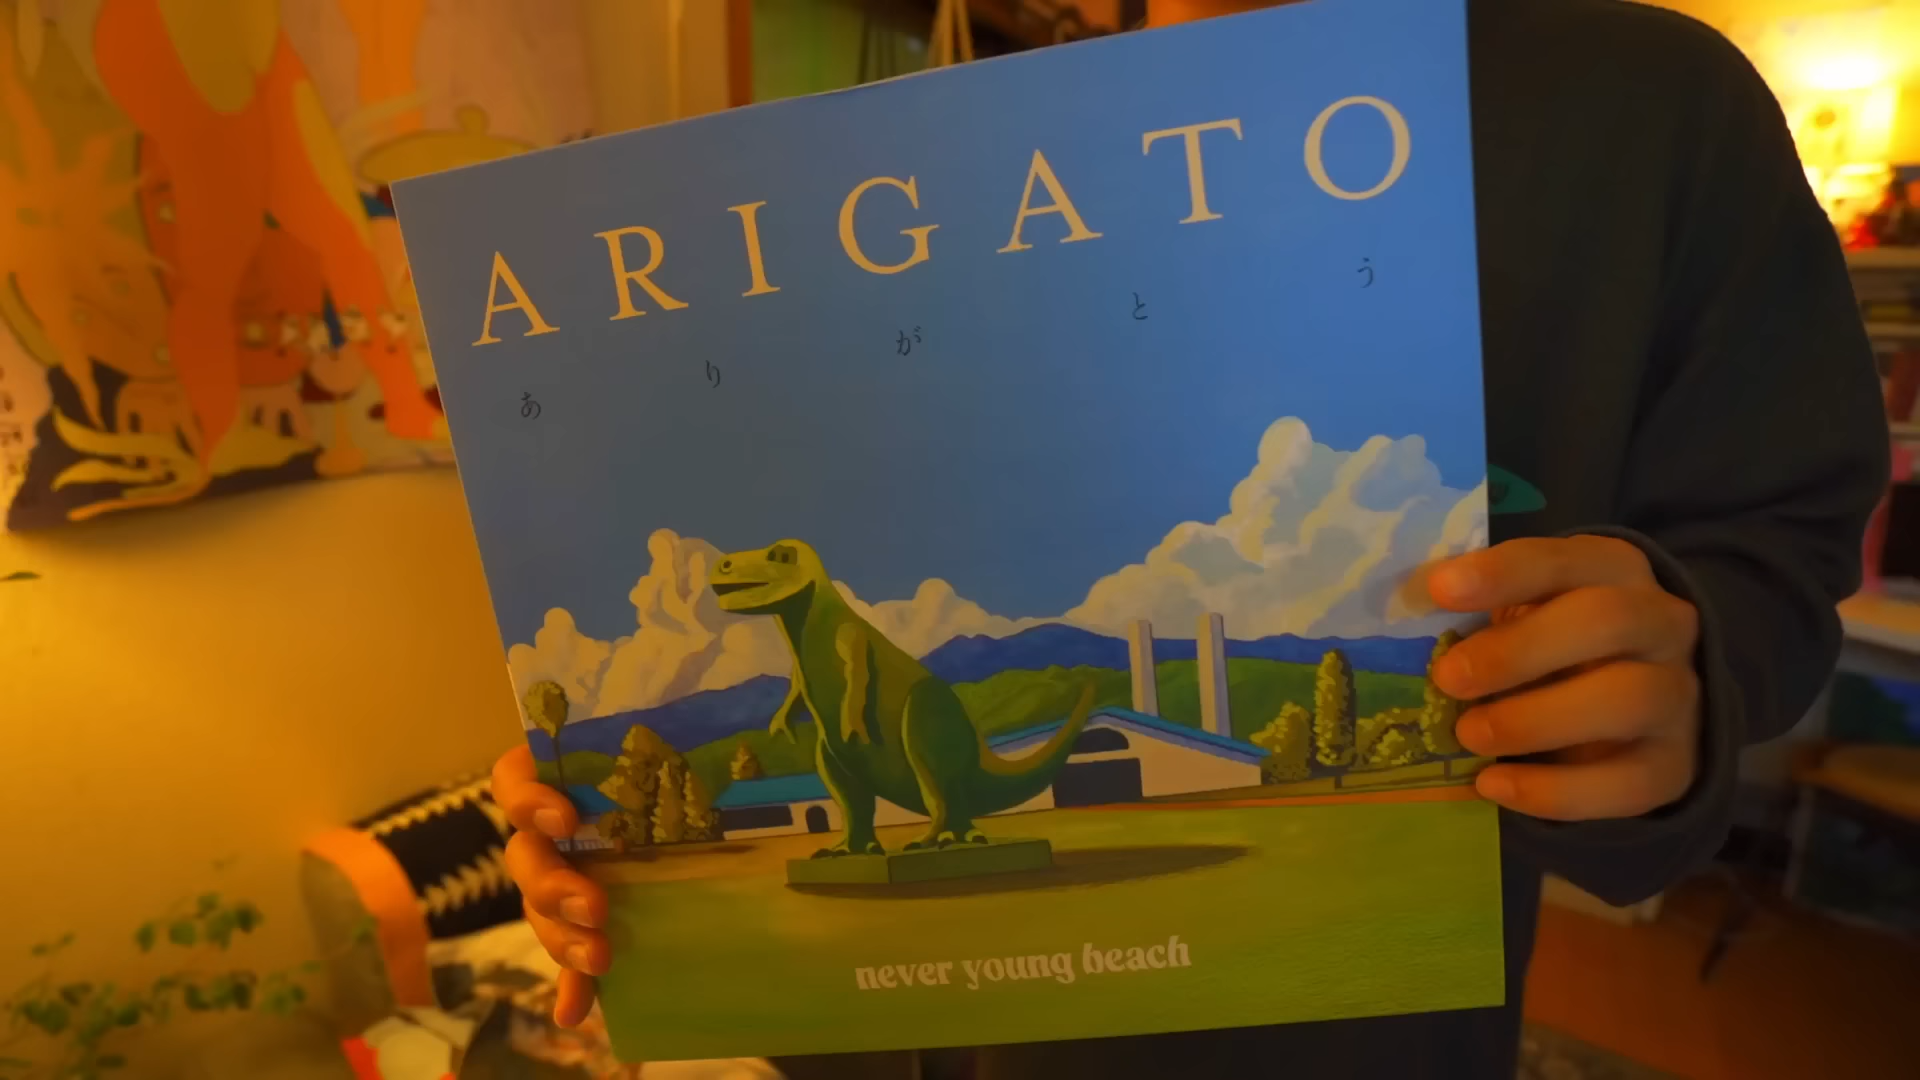 ARIGATO
ありがとう
never young beach